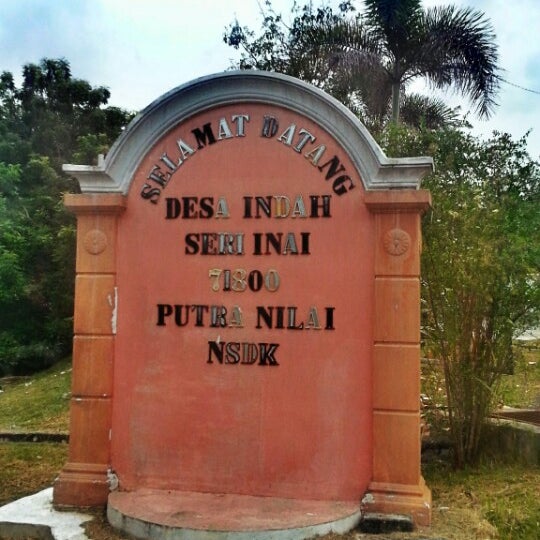 SELAMAT DATANG
DESA INDAH
SERI INAI
71800
PUTRA NILAI
NSDK